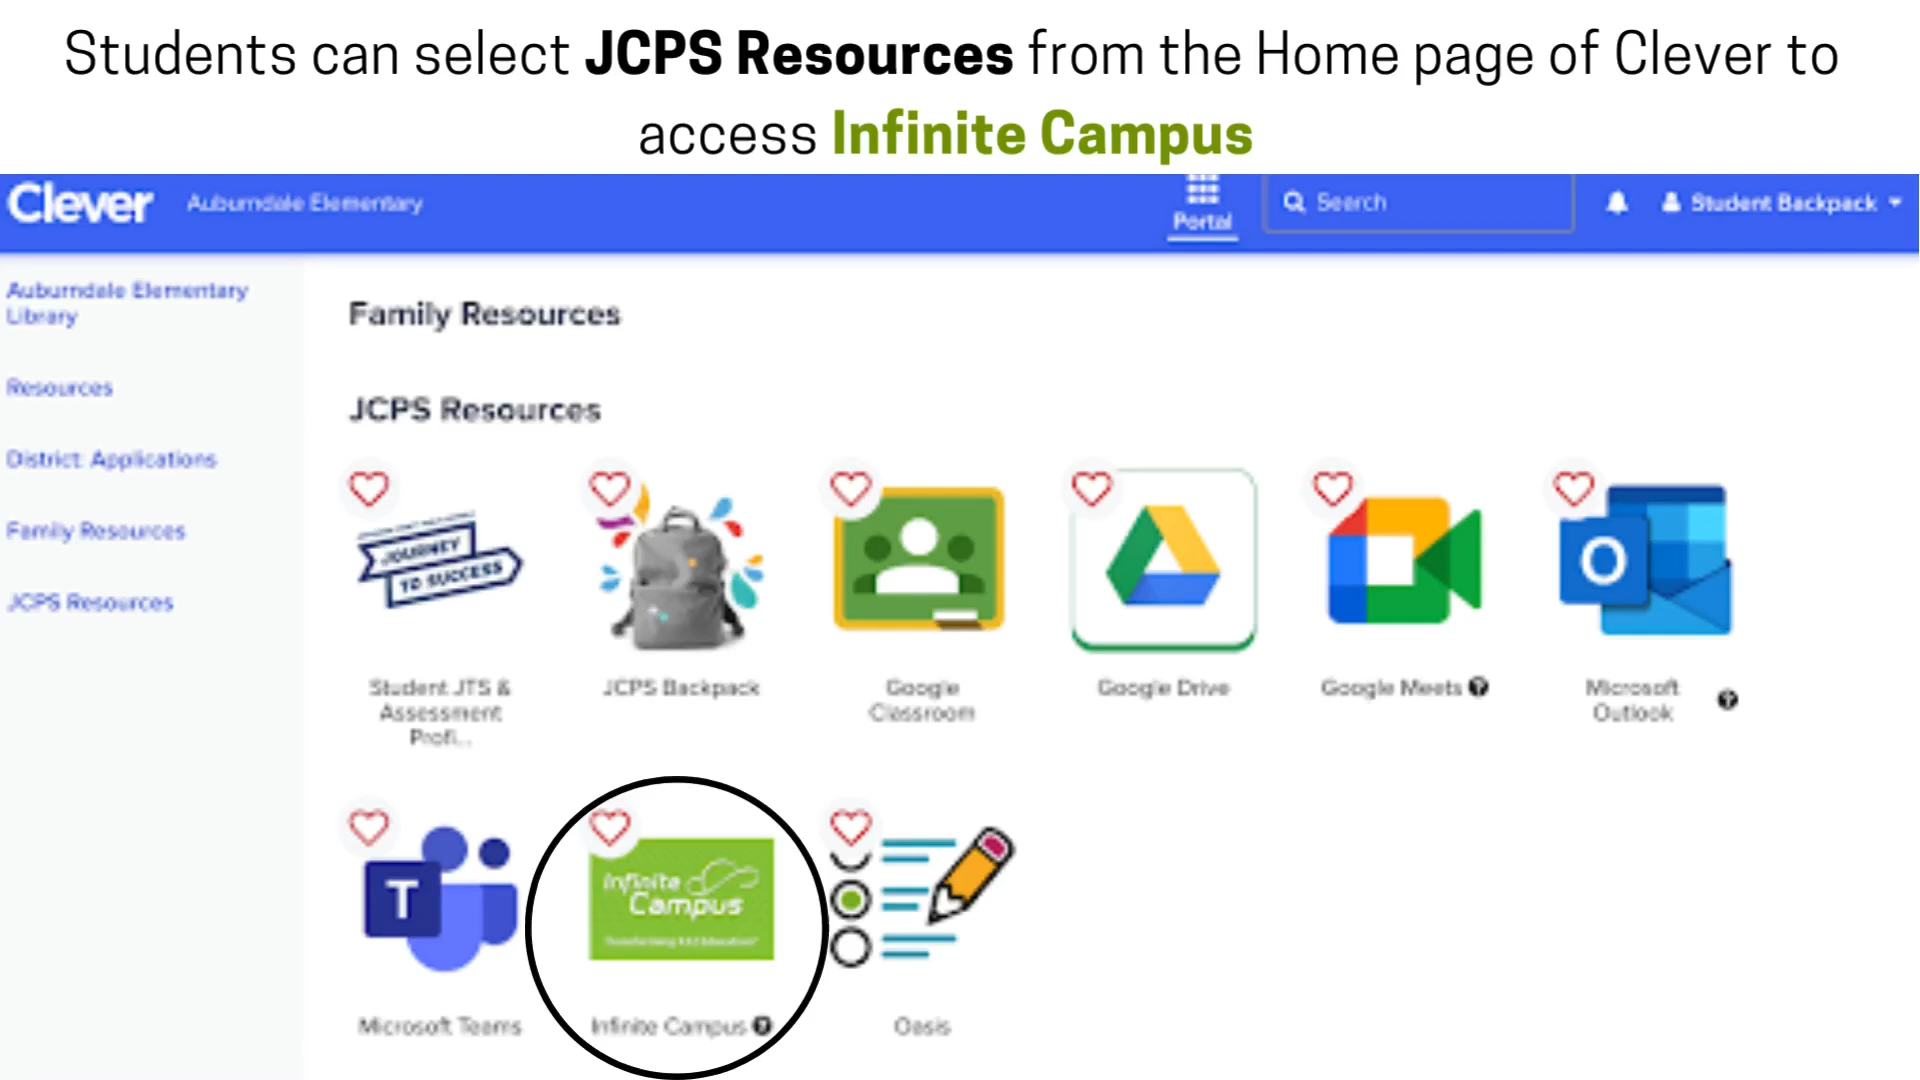 Students can select JCPS Resources from the Home page of Clever to
access Infinite Campus
Clever
Auburndale Elementary
Portal
Search
Student Backpack
Auburndale Elementary
Library
Resources
District Applications
Family Resources
JCPS Resources
Family Resources
JCPS Resources
JOURNEY
TO SUCCESS
Student JTS &
Assessment
Profi...
JCPS Backpack
Google
Classroom
Google Drive
Google Meets ?
O
Microsoft
Outlook ?
T
Microsoft Teams
Infinite
Campus
Transforming K12 Education®
Infinite Campus ?
Oasis